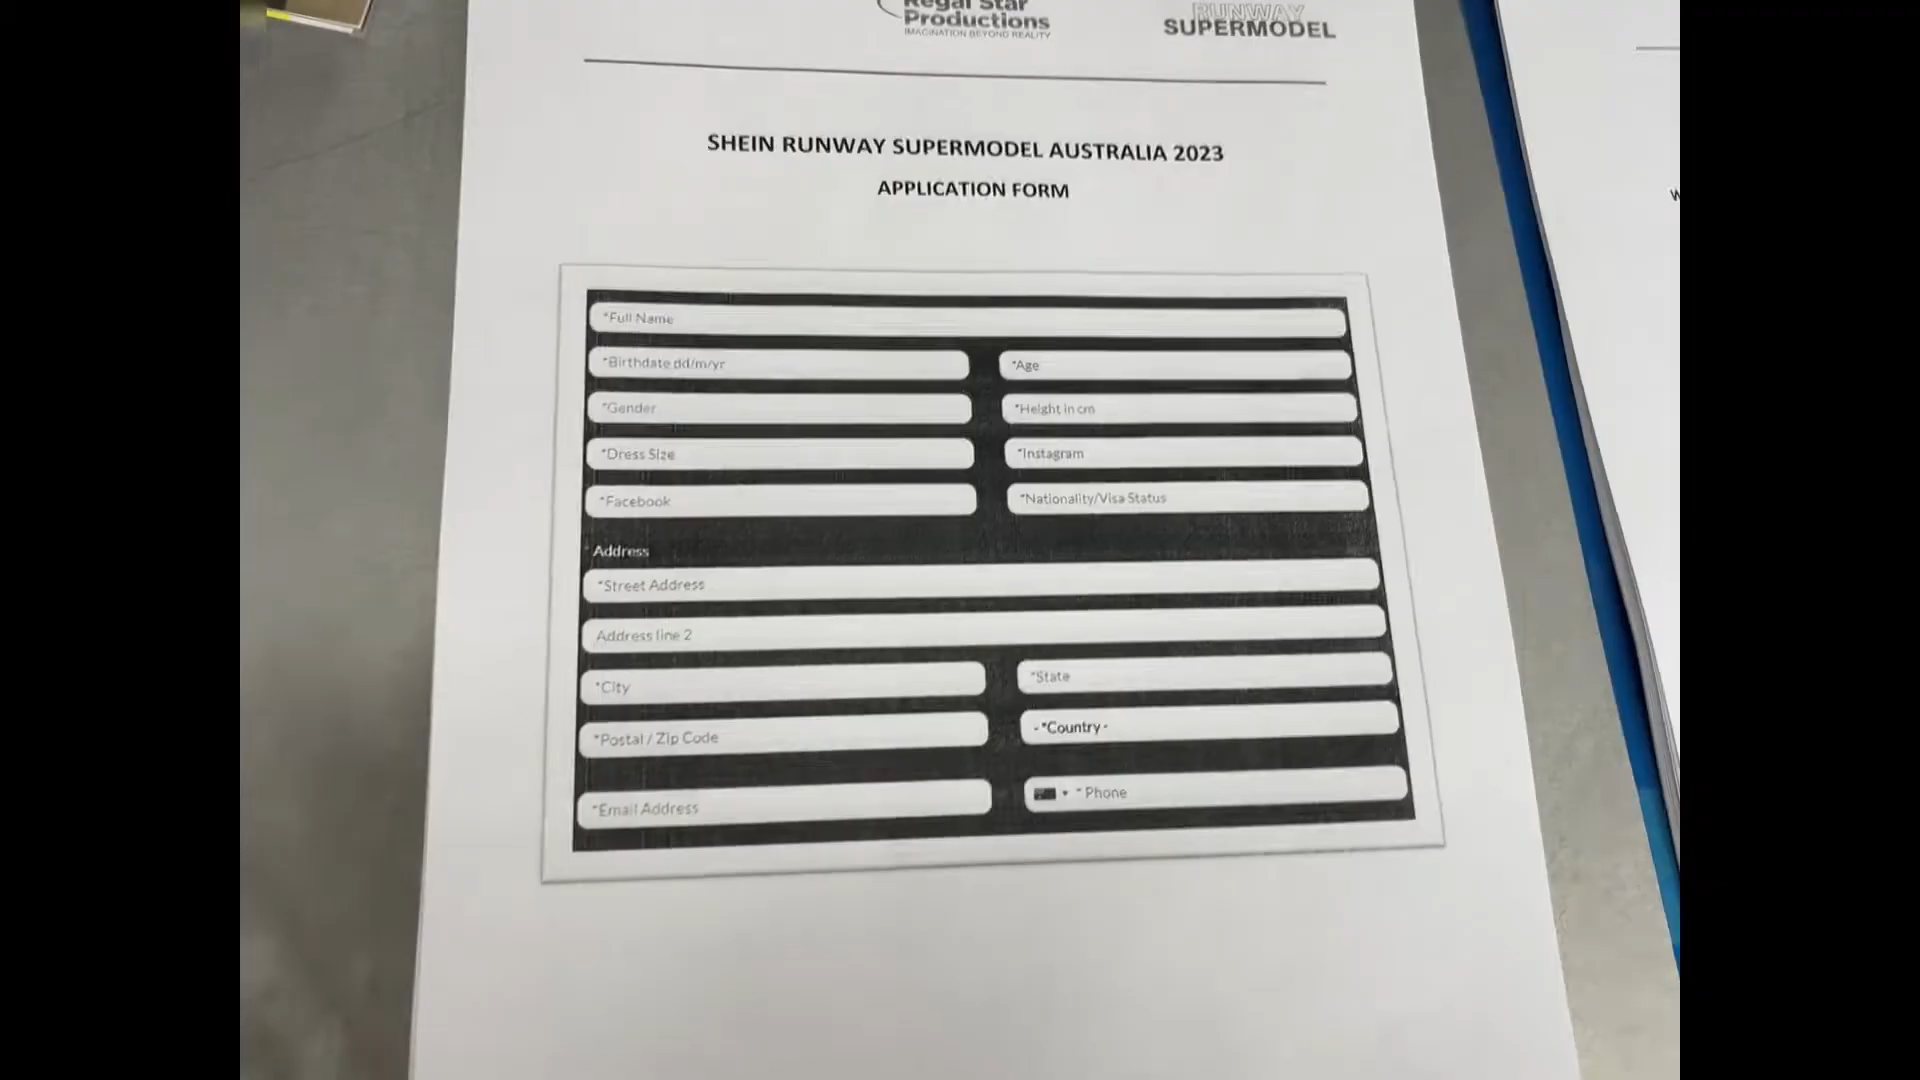 Regal Star
Productions
IMAGINATION BEYOND REALITY
RUNWAY
SUPERMODEL
SHEIN RUNWAY SUPERMODEL AUSTRALIA 2023
APPLICATION FORM
*Full Name
*Birthdate dd/m/yr
*Age
*Gender
*Height in cm
*Dress Size
*Instagram
*Facebook
*Nationality/Visa Status
* Address
*Street Address
Address line 2
*City
*State
*Postal / Zip Code
- *Country -
*Email Address
* Phone